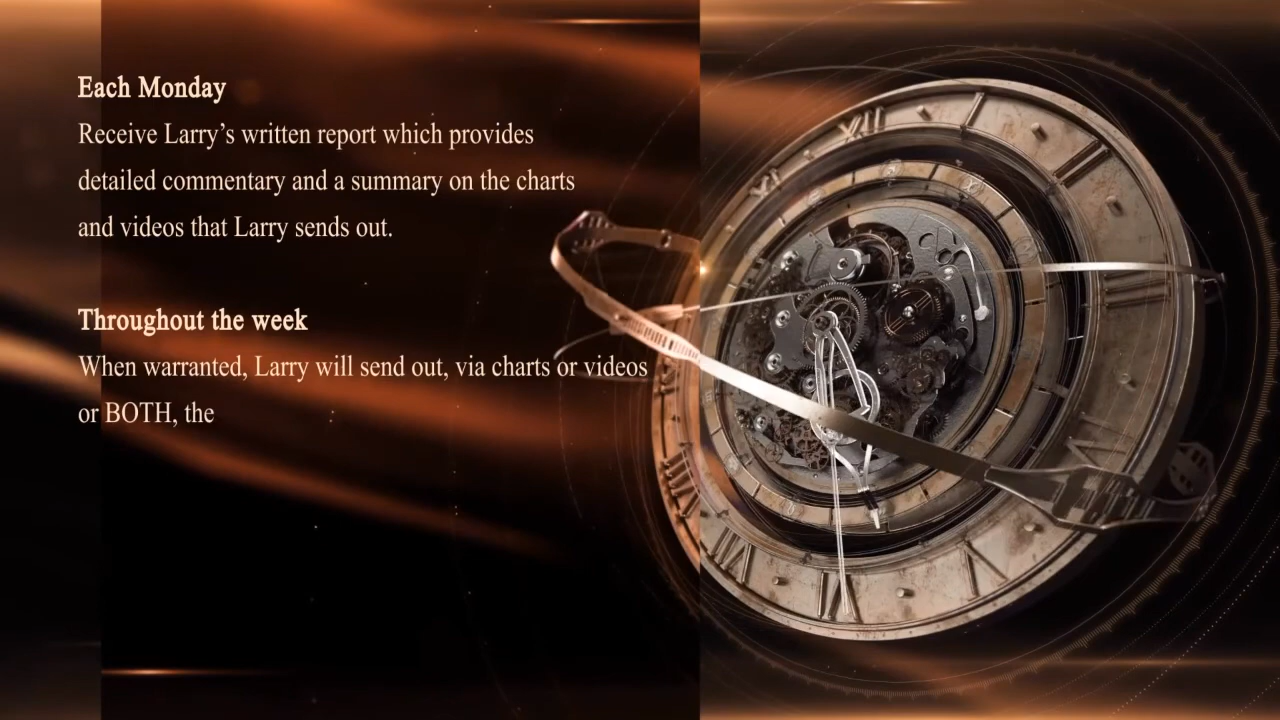 Each Monday
Receive Larry’s written report which provides
detailed commentary and a summary on the charts
and videos that Larry sends out.
Throughout the week
When warranted, Larry will send out, via charts or videos
or BOTH, the
XII